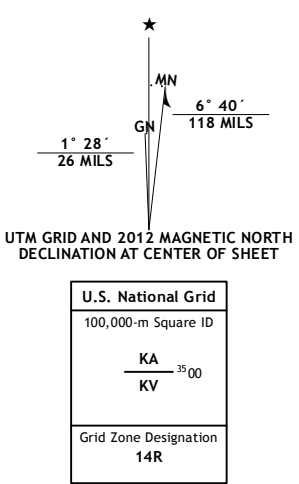 ★
MN
GN
6° 40´
118 MILS
1° 28´
26 MILS
UTM GRID AND 2012 MAGNETIC NORTH
DECLINATION AT CENTER OF SHEET
U.S. National Grid
100,000-m Square ID
KA
3500
KV
Grid Zone Designation
14R